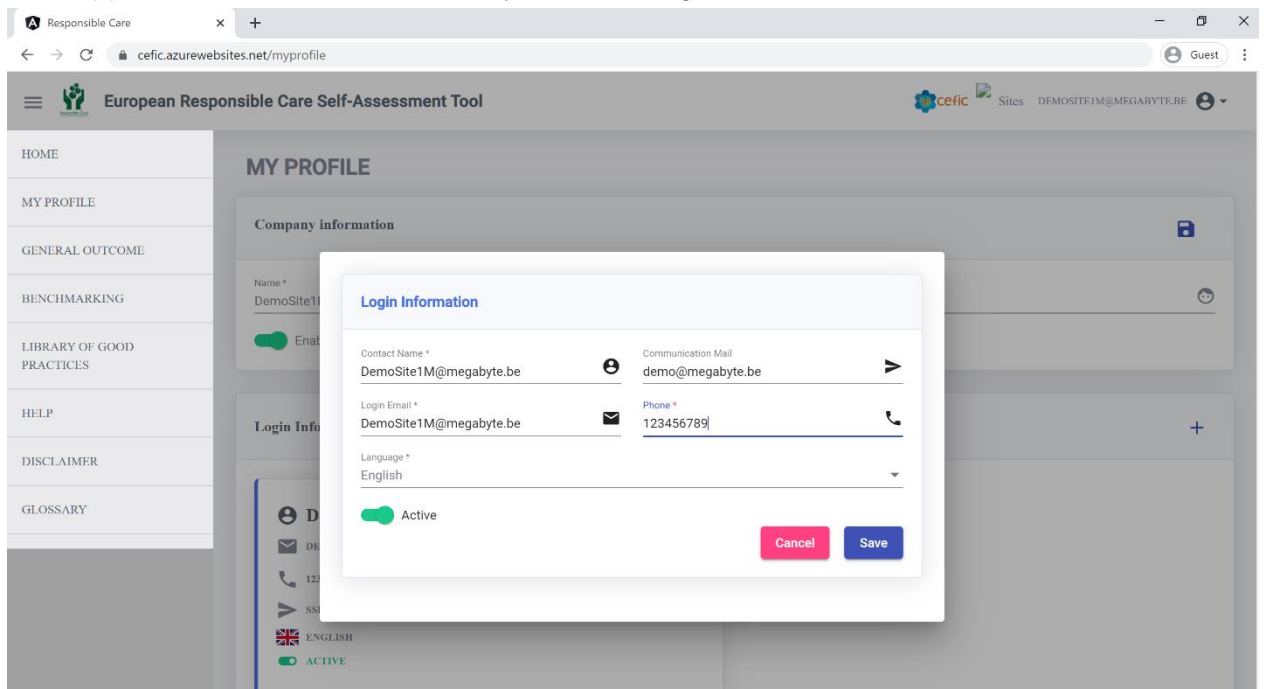 Responsible Care
cefic.azurewebsites.net/myprofile
Guest
European Responsible Care Self-Assessment Tool
cefic
Sites
DEMOSITE1M@MEGABYTE.BE
HOME
MY PROFILE
GENERAL OUTCOME
BENCHMARKING
LIBRARY OF GOOD
PRACTICES
HELP
DISCLAIMER
GLOSSARY
MY PROFILE
Company information
Name *
DemoSite1
Login Information
Contact Name *
DemoSite1M@megabyte.be
Communication Mail
demo@megabyte.be
Login Email *
DemoSite1M@megabyte.be
Phone *
123456789
Language *
English
Active
Cancel
Save
Login Info
D
DE
123
ENGLISH
ACTIVE